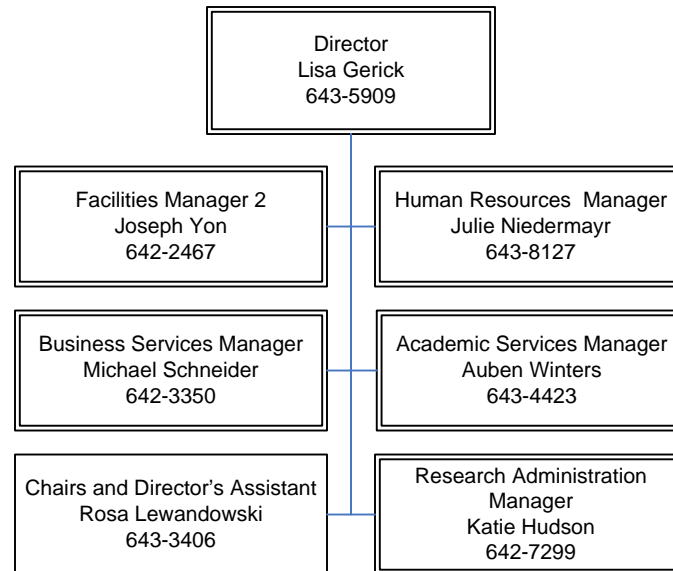 Director
Lisa Gerick
643-5909
Facilities Manager 2
Joseph Yon
642-2467
Human Resources  Manager
Julie Niedermayr
643-8127
Business Services Manager
Michael Schneider
642-3350
Academic Services Manager
Auben Winters
643-4423
Chairs and Director’s Assistant
Rosa Lewandowski
643-3406
Research Administration
Manager
Katie Hudson
642-7299